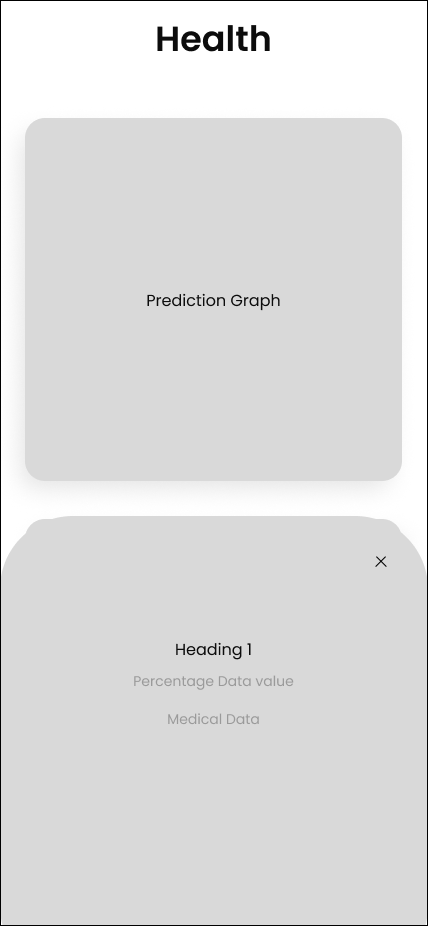 Health
Prediction Graph
Heading 1
Percentage Data value
Medical Data